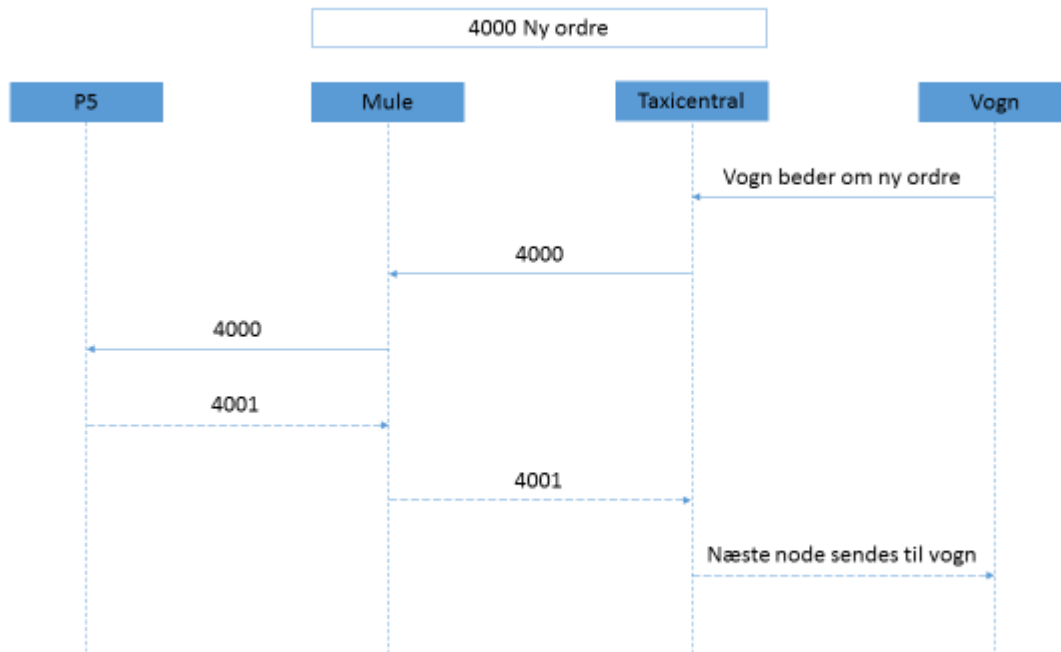 4000 Ny ordre
P5
Mule
Taxicentral
Vogn
Vogn beder om ny ordre
4000
4000
4001
4001
Næste node sendes til vogn